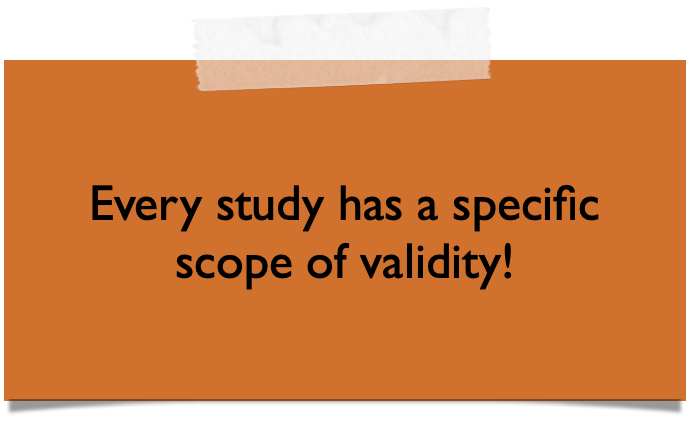 Every study has a specific
scope of validity!